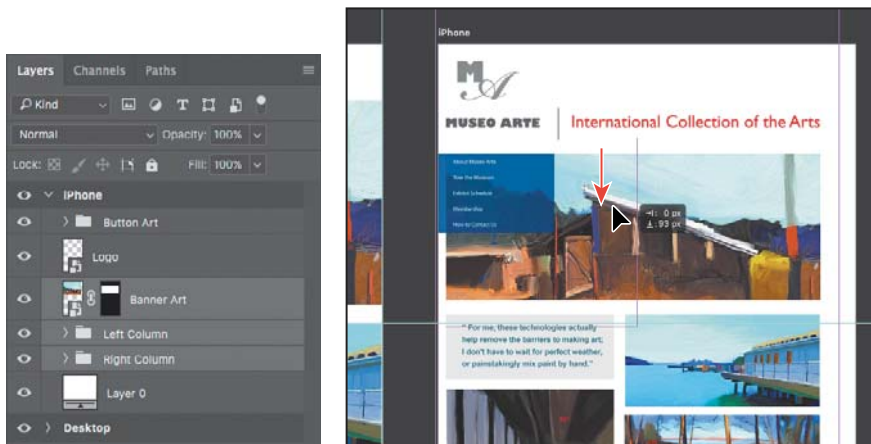 Layers Channels Paths
Kind
Normal Opacity: 100%
Lock: Fill: 100%
iPhone
Button Art
Logo
Banner Art
Left Column
Right Column
Layer 0
Desktop
iPhone
MA
MUSEO ARTE International Collection of the Arts
About Museo Arte
Tour the Museum
Exhibit Schedule
Membership
How to Contact Us
→I: 0 px
⊥: 93 px
" For me, these technologies actually
help remove the barriers to making art.
I don't have to wait for perfect weather,
or painstakingly mix paint by hand."